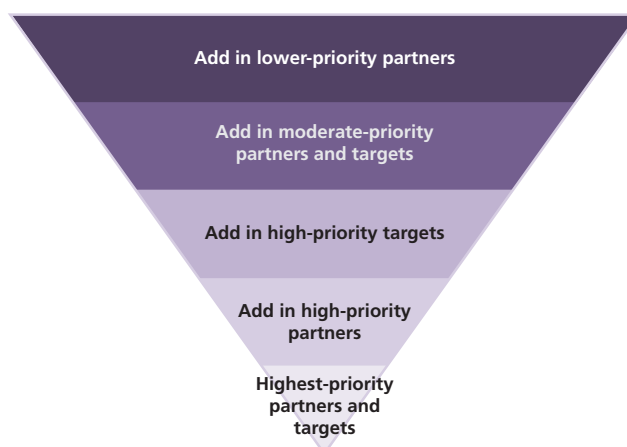 Add in lower-priority partners
Add in moderate-priority
partners and targets
Add in high-priority targets
Add in high-priority
partners
Highest-priority
partners and
targets